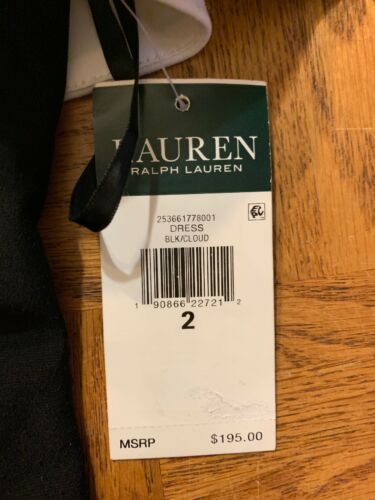 LAUREN
RALPH LAUREN
253661778001
DRESS
BLK/CLOUD
1 90866 22721 2
2
MSRP $195.00